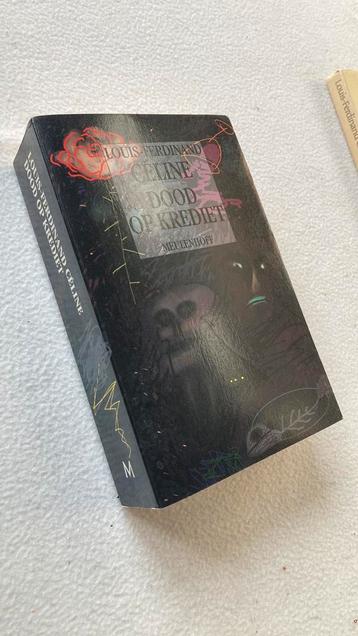 LOUIS-FERDINAND
CÉLINE
DOOD
OP KREDIET
MEULENHOFF
LOUIS-FERDINAND CÉLINE
DOOD OP KREDIET
M
Louis-Ferdinand